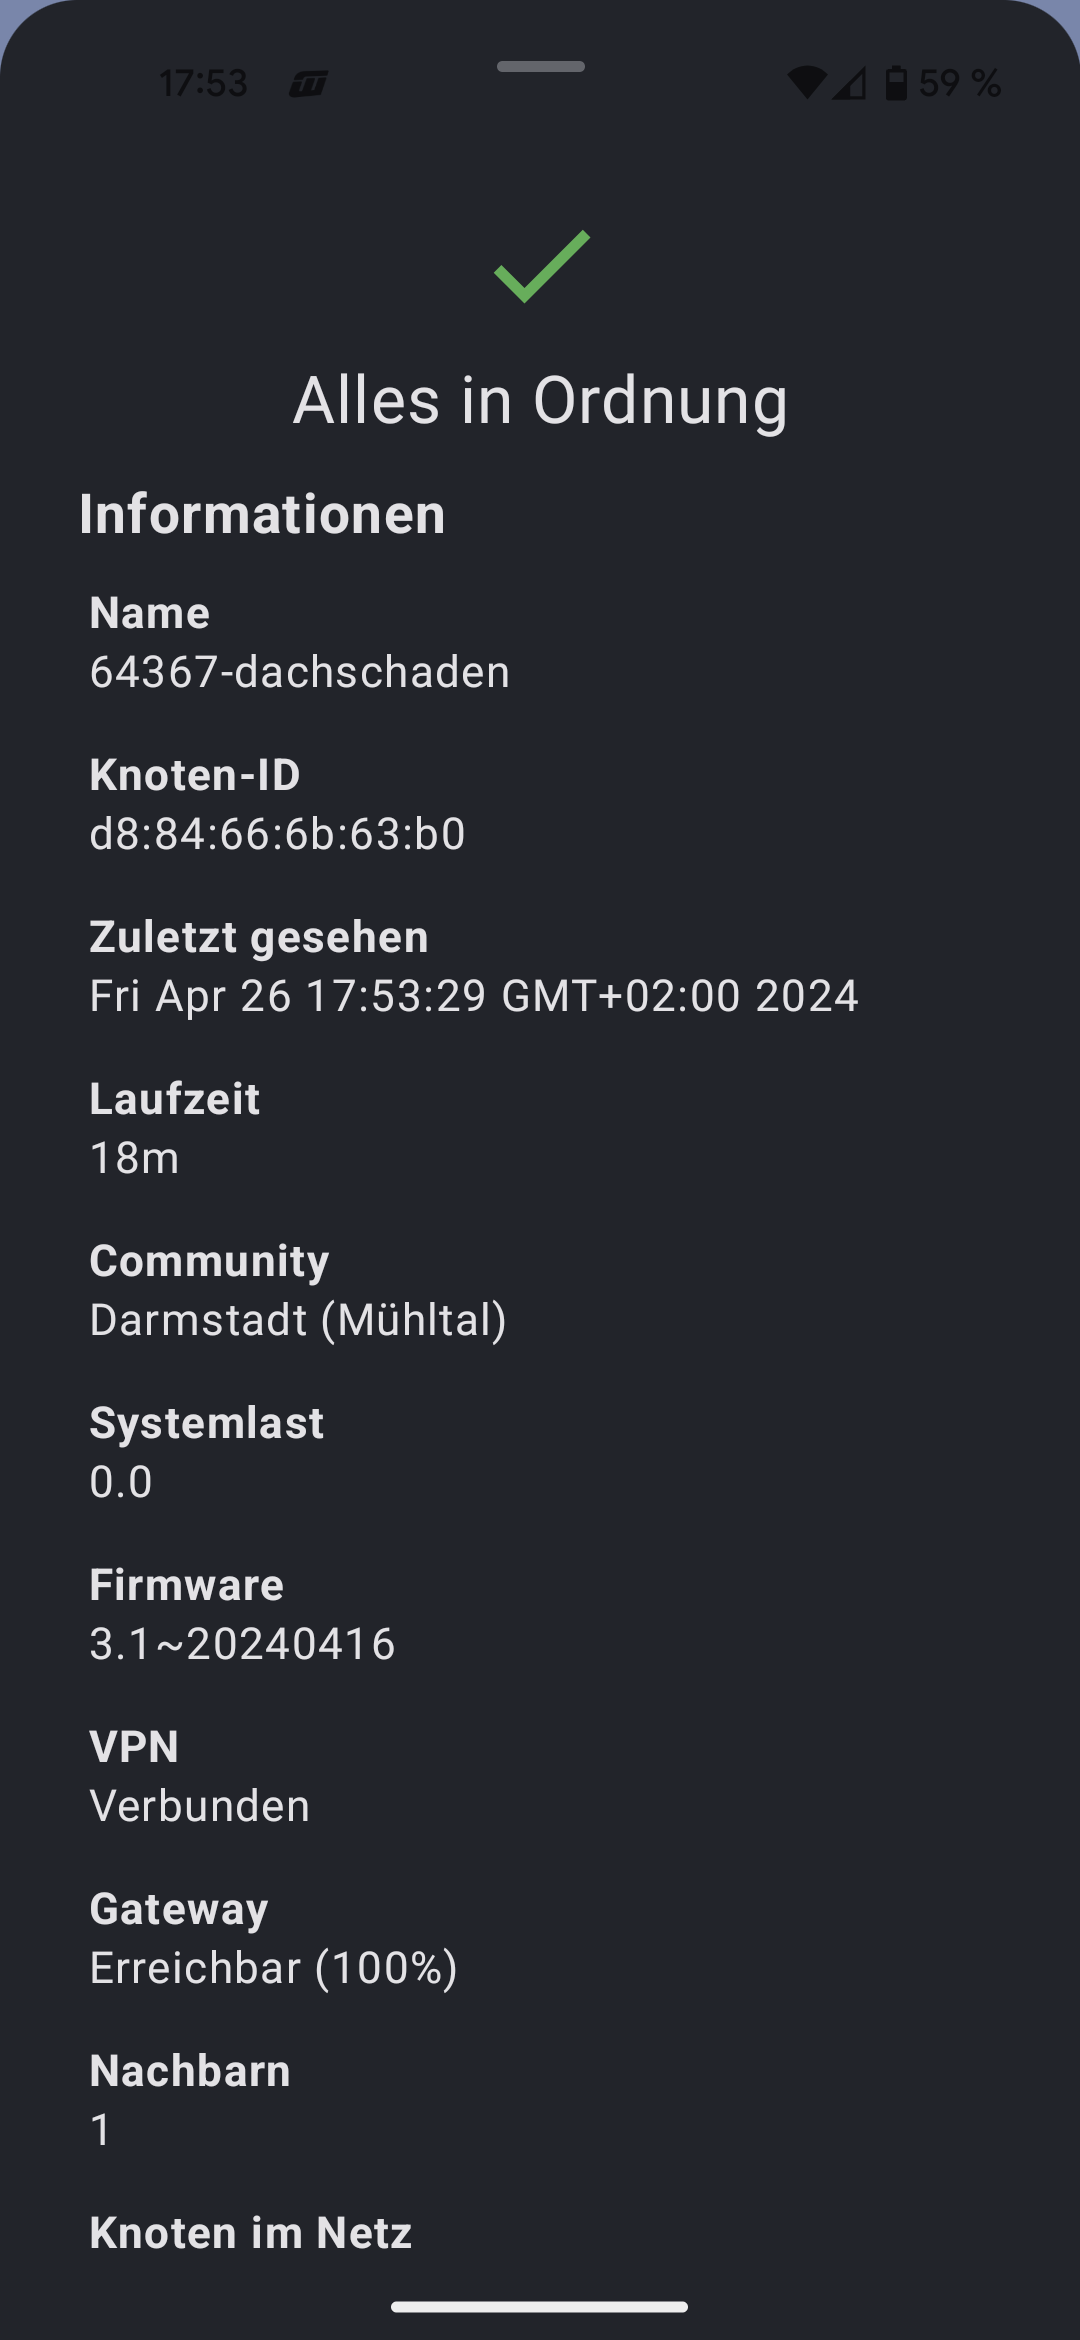 17:53
59 %
Alles in Ordnung
Informationen
Name
64367-dachschaden
Knoten-ID
d8:84:66:6b:63:b0
Zuletzt gesehen
Fri Apr 26 17:53:29 GMT+02:00 2024
Laufzeit
18m
Community
Darmstadt (Mühltal)
Systemlast
0.0
Firmware
3.1~20240416
VPN
Verbunden
Gateway
Erreichbar (100%)
Nachbarn
1
Knoten im Netz